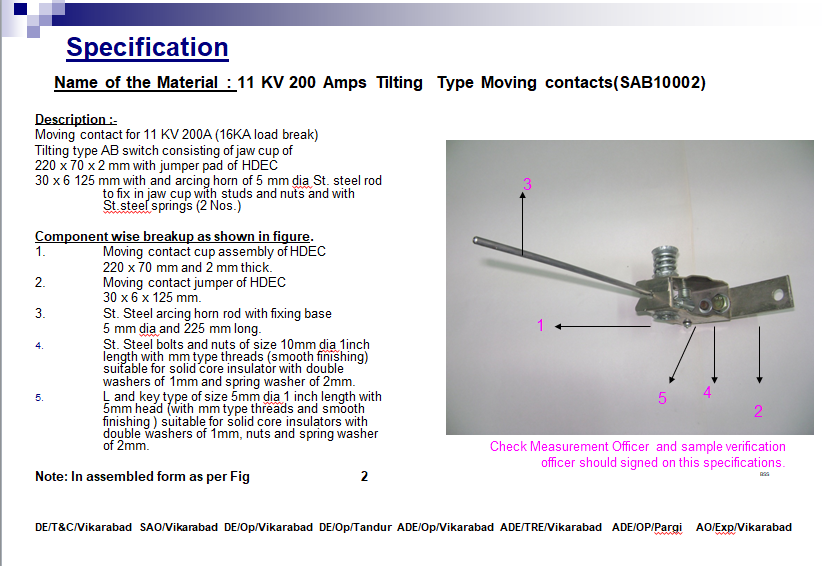 Specification
Name of the Material : 11 KV 200 Amps Tilting Type Moving contacts(SAB10002)
Description :-
Moving contact for 11 KV 200A (16KA load break)
Tilting type AB switch consisting of jaw cup of
220 x 70 x 2 mm with jumper pad of HDEC
30 x 6 125 mm with and arcing horn of 5 mm dia St. steel rod
to fix in jaw cup with studs and nuts and with
St.steel springs (2 Nos.)
Component wise breakup as shown in figure.
1. Moving contact cup assembly of HDEC
220 x 70 mm and 2 mm thick.
2. Moving contact jumper of HDEC
30 x 6 x 125 mm.
3. St. Steel arcing horn rod with fixing base
5 mm dia and 225 mm long.
4. St. Steel bolts and nuts of size 10mm dia 1inch
length with mm type threads (smooth finishing)
suitable for solid core insulator with double
washers of 1mm and spring washer of 2mm.
5. L and key type of size 5mm dia 1 inch length with
5mm head (with mm type threads and smooth
finishing ) suitable for solid core insulators with
double washers of 1mm, nuts and spring washer
of 2mm.
Note: In assembled form as per Fig 2
3
1
5
4
2
Check Measurement Officer and sample verification
officer should signed on this specifications.
DE/T&C/Vikarabad SAO/Vikarabad DE/Op/Vikarabad DE/Op/Tandur ADE/Op/Vikarabad ADE/TRE/Vikarabad ADE/OP/Pargi AO/Exp/Vikarabad